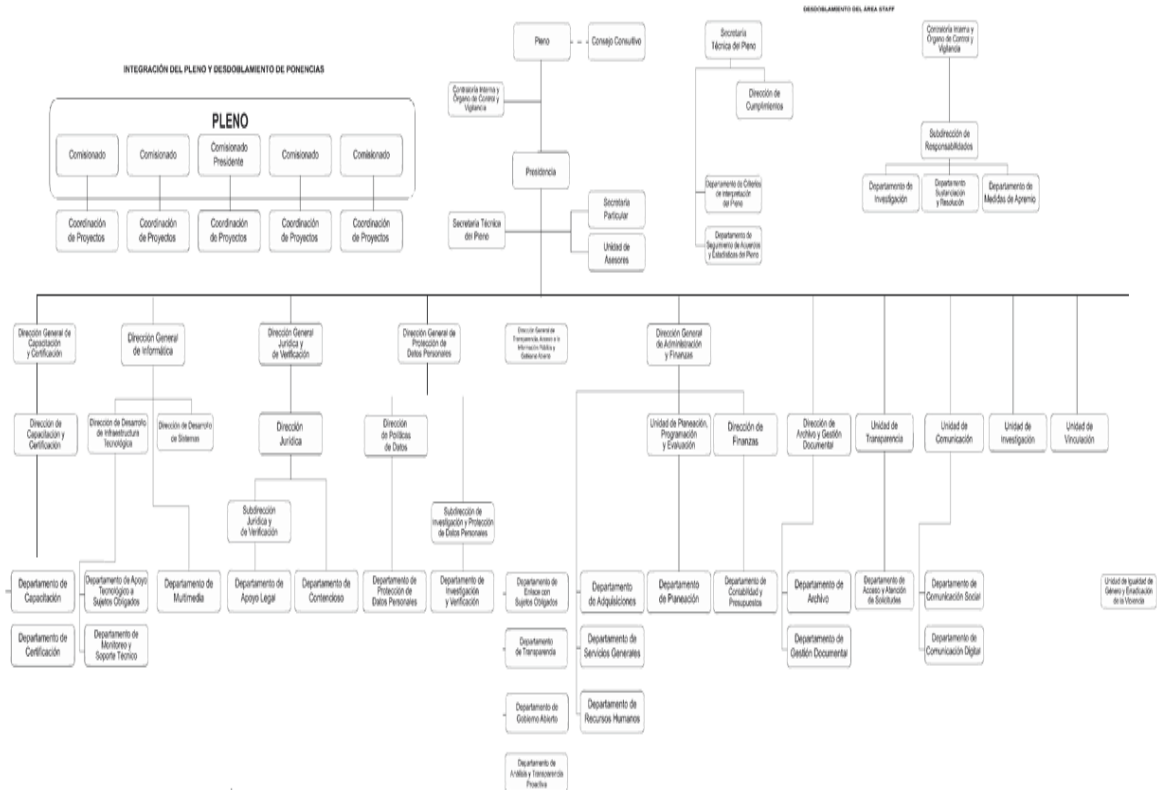 DESDOBLAMIENTO DEL ÁREA STAFF
Pleno
Consejo Consultivo
Secretaría
Técnica del Pleno
Contraloría Interna y
Órgano de Control y
Vigilancia
INTEGRACIÓN DEL PLENO Y DESDOBLAMIENTO DE PONENCIAS
Contraloría Interna y
Órgano de Control y
Vigilancia
Dirección de
Cumplimientos
PLENO
Comisionado
Comisionado
Comisionado
Presidente
Comisionado
Comisionado
Subdirección de
Responsabilidades
Presidencia
Departamento de Criterios
de Interpretación
del Pleno
Departamento de
Investigación
Departamento
Sustanciación
y Resolución
Departamento de
Medidas de Apremio
Coordinación
de Proyectos
Coordinación
de Proyectos
Coordinación
de Proyectos
Coordinación
de Proyectos
Coordinación
de Proyectos
Secretaría Técnica
del Pleno
Secretaría
Particular
Unidad de
Asesores
Departamento de
Seguimiento de Acuerdos
y Estadísticas del Pleno
Dirección General de
Capacitación
y Certificación
Dirección General
de Informática
Dirección General
Jurídica y
de Verificación
Dirección General de
Protección de
Datos Personales
Dirección General de
Transparencia, Acceso a la
Información Pública y
Gobierno Abierto
Dirección General
de Administración
y Finanzas
Dirección de
Capacitación y
Certificación
Dirección de Desarrollo
de Infraestructura
Tecnológica
Dirección de Desarrollo
de Sistemas
Dirección
Jurídica
Dirección
de Políticas
de Datos
Unidad de Planeación,
Programación
y Evaluación
Dirección de
Finanzas
Dirección de
Archivo y Gestión
Documental
Unidad de
Transparencia
Unidad de
Comunicación
Unidad de
Investigación
Unidad de
Vinculación
Subdirección
Jurídica y
de Verificación
Subdirección de
Investigación y Protección
de Datos Personales
Departamento de
Capacitación
Departamento de Apoyo
Tecnológico a
Sujetos Obligados
Departamento de
Multimedia
Departamento de
Apoyo Legal
Departamento de
Contencioso
Departamento de
Protección de
Datos Personales
Departamento de
Investigación
y Verificación
Departamento de
Enlace con
Sujetos Obligados
Departamento
de Adquisiciones
Departamento
de Planeación
Departamento de
Contabilidad y
Presupuestos
Departamento de
Archivo
Departamento de
Acceso y Atención
de Solicitudes
Departamento de
Comunicación Social
Unidad de Igualdad de
Género y Erradicación
de la Violencia
Departamento de
Certificación
Departamento de
Monitoreo y
Soporte Técnico
Departamento
de Transparencia
Departamento de
Servicios Generales
Departamento de
Gestión Documental
Departamento de
Comunicación Digital
Departamento de
Gobierno Abierto
Departamento de
Recursos Humanos
Departamento de
Análisis y Transparencia
Proactiva